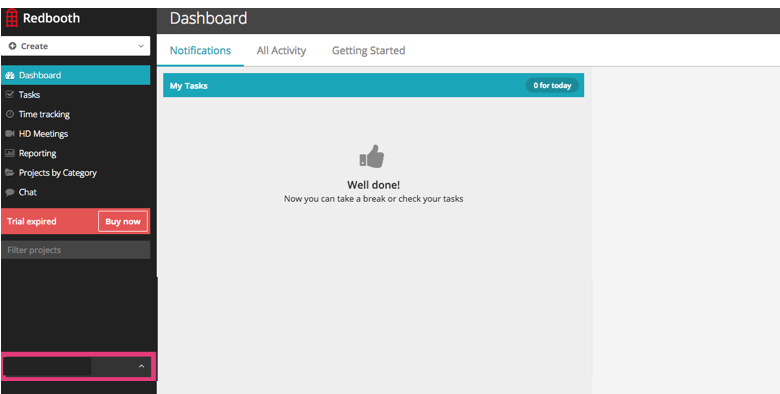 Redbooth
Dashboard
Create
Notifications
All Activity
Getting Started
Dashboard
Tasks
Time tracking
HD Meetings
Reporting
Projects by Category
Chat
Trial expired
Buy now
Filter projects
My Tasks
0 for today
Well done!
Now you can take a break or check your tasks